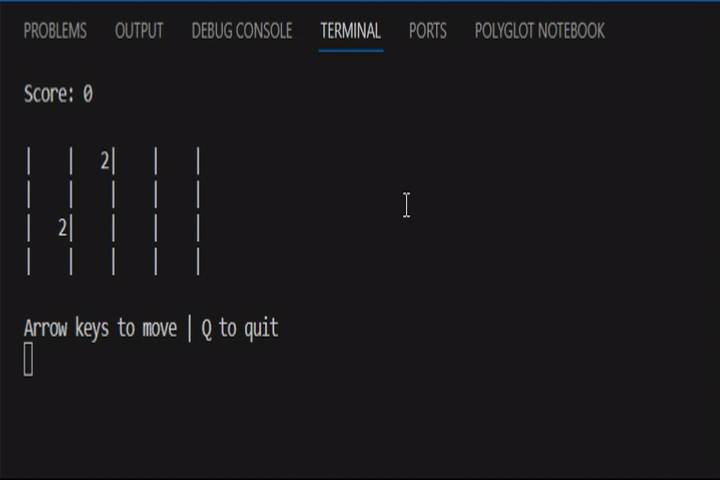 PROBLEMS OUTPUT DEBUG CONSOLE TERMINAL PORTS POLYGLOT NOTEBOOK
Score: 0
|    |   2|    |    |
|    |    |    |    |
|   2|    |    |    |
|    |    |    |    |
Arrow keys to move | Q to quit